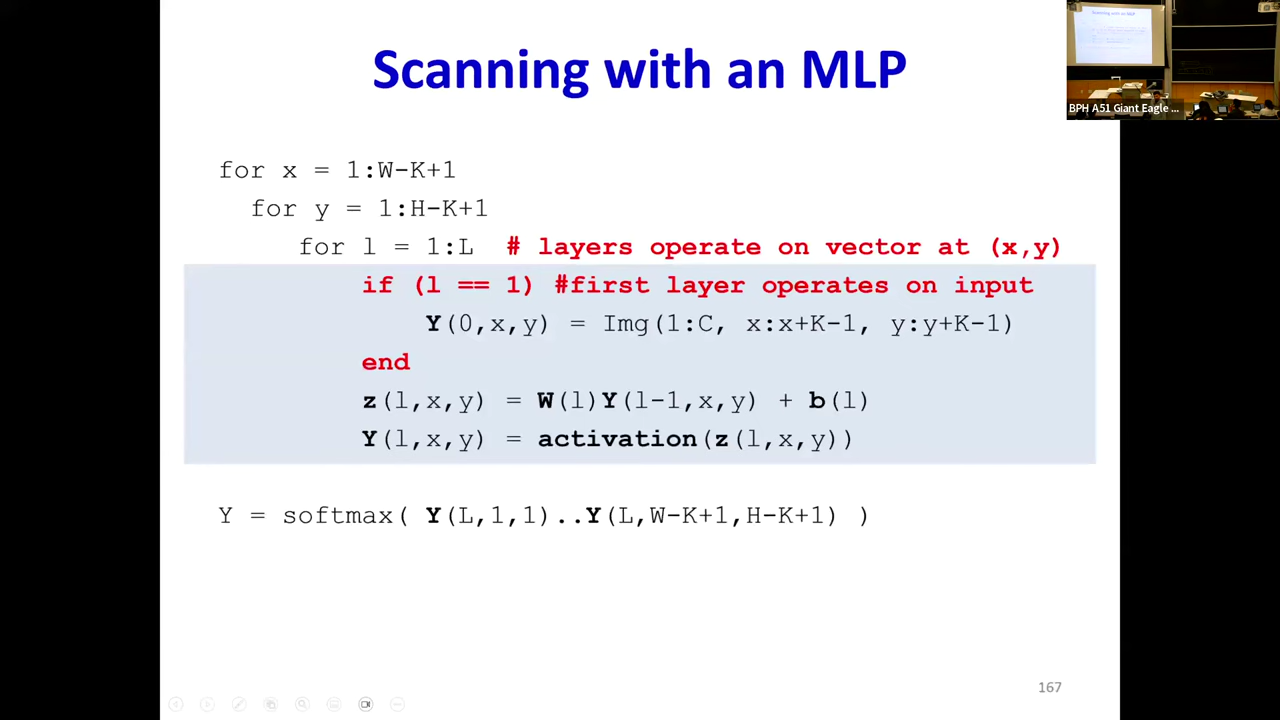 Scanning with an MLP
BPH A51 Giant Eagle ...
for x = 1:W-K+1
for y = 1:H-K+1
for l = 1:L # layers operate on vector at (x,y)
if (l == 1) #first layer operates on input
Y(0,x,y) = Img(1:C, x:x+K-1, y:y+K-1)
end
z(l,x,y) = W(l)Y(l-1,x,y) + b(l)
Y(l,x,y) = activation(z(l,x,y))
Y = softmax( Y(L,1,1)..Y(L,W-K+1,H-K+1) )
167